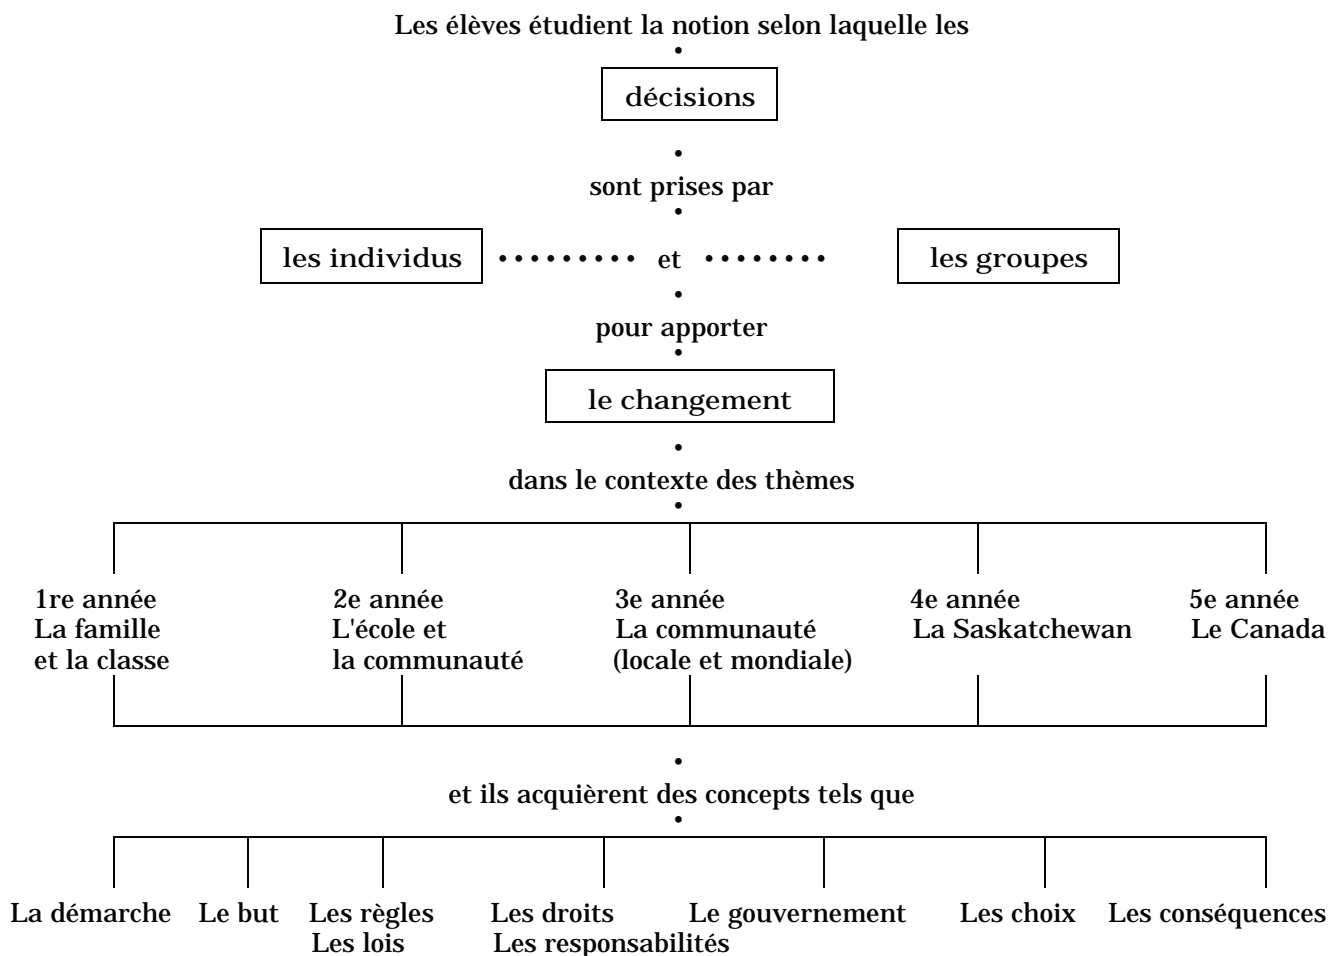 Les élèves étudient la notion selon laquelle les
décisions
sont prises par
les individus et les groupes
pour apporter
le changement
dans le contexte des thèmes
1re année
La famille
et la classe
2e année
L'école et
la communauté
3e année
La communauté
(locale et mondiale)
4e année
La Saskatchewan
5e année
Le Canada
et ils acquièrent des concepts tels que
La démarche
Le but
Les règles
Les lois
Les droits
Les responsabilités
Le gouvernement
Les choix
Les conséquences